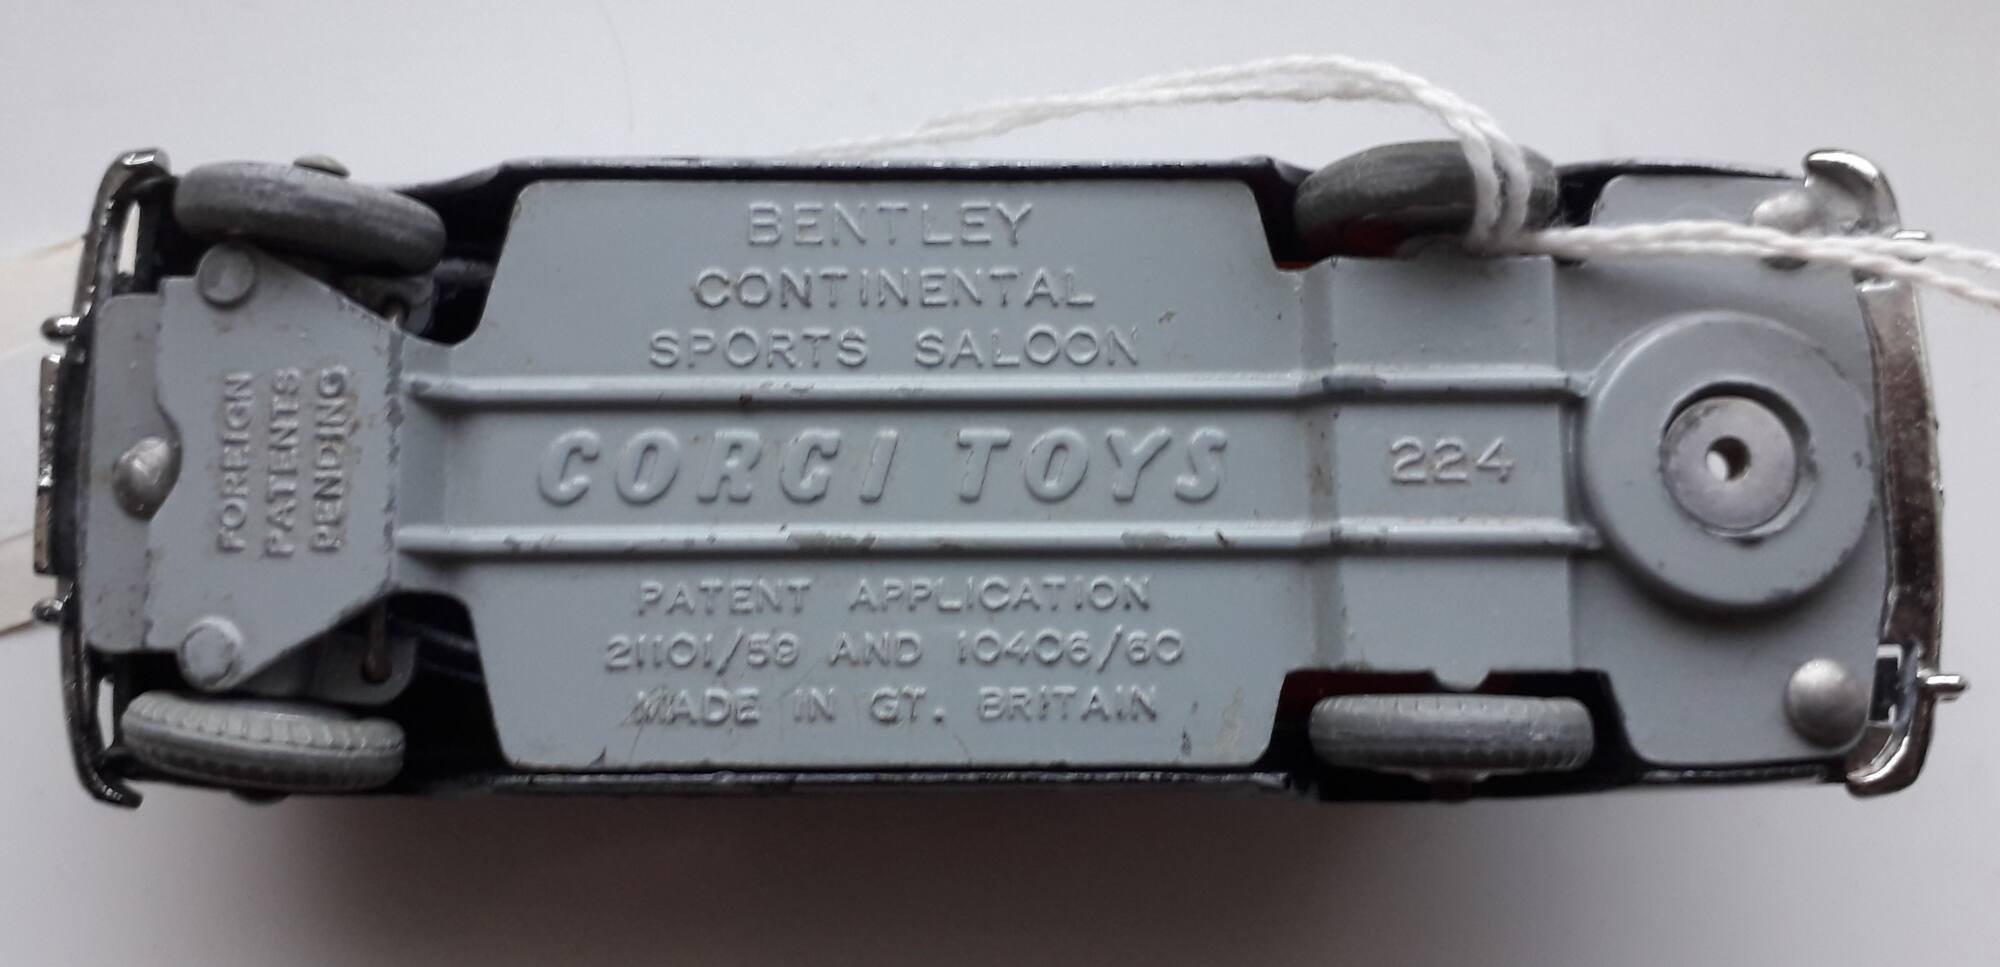 BENTLEY
CONTINENTAL
SPORTS SALOON
CORGI TOYS
224
PATENT APPLICATION
21101/59 AND 10406/60
MADE IN GT. BRITAIN
FOREIGN
PATENTS
PENDING